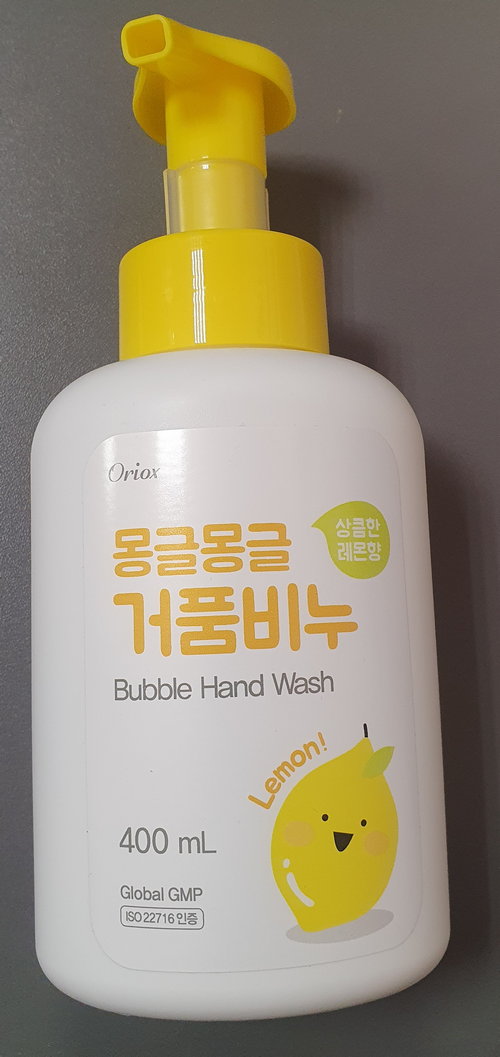 Oriox
상큼한
레몬향
몽글몽글
거품비누
Bubble Hand Wash
Lemon!
400 mL
Global GMP
ISO 22716 인증